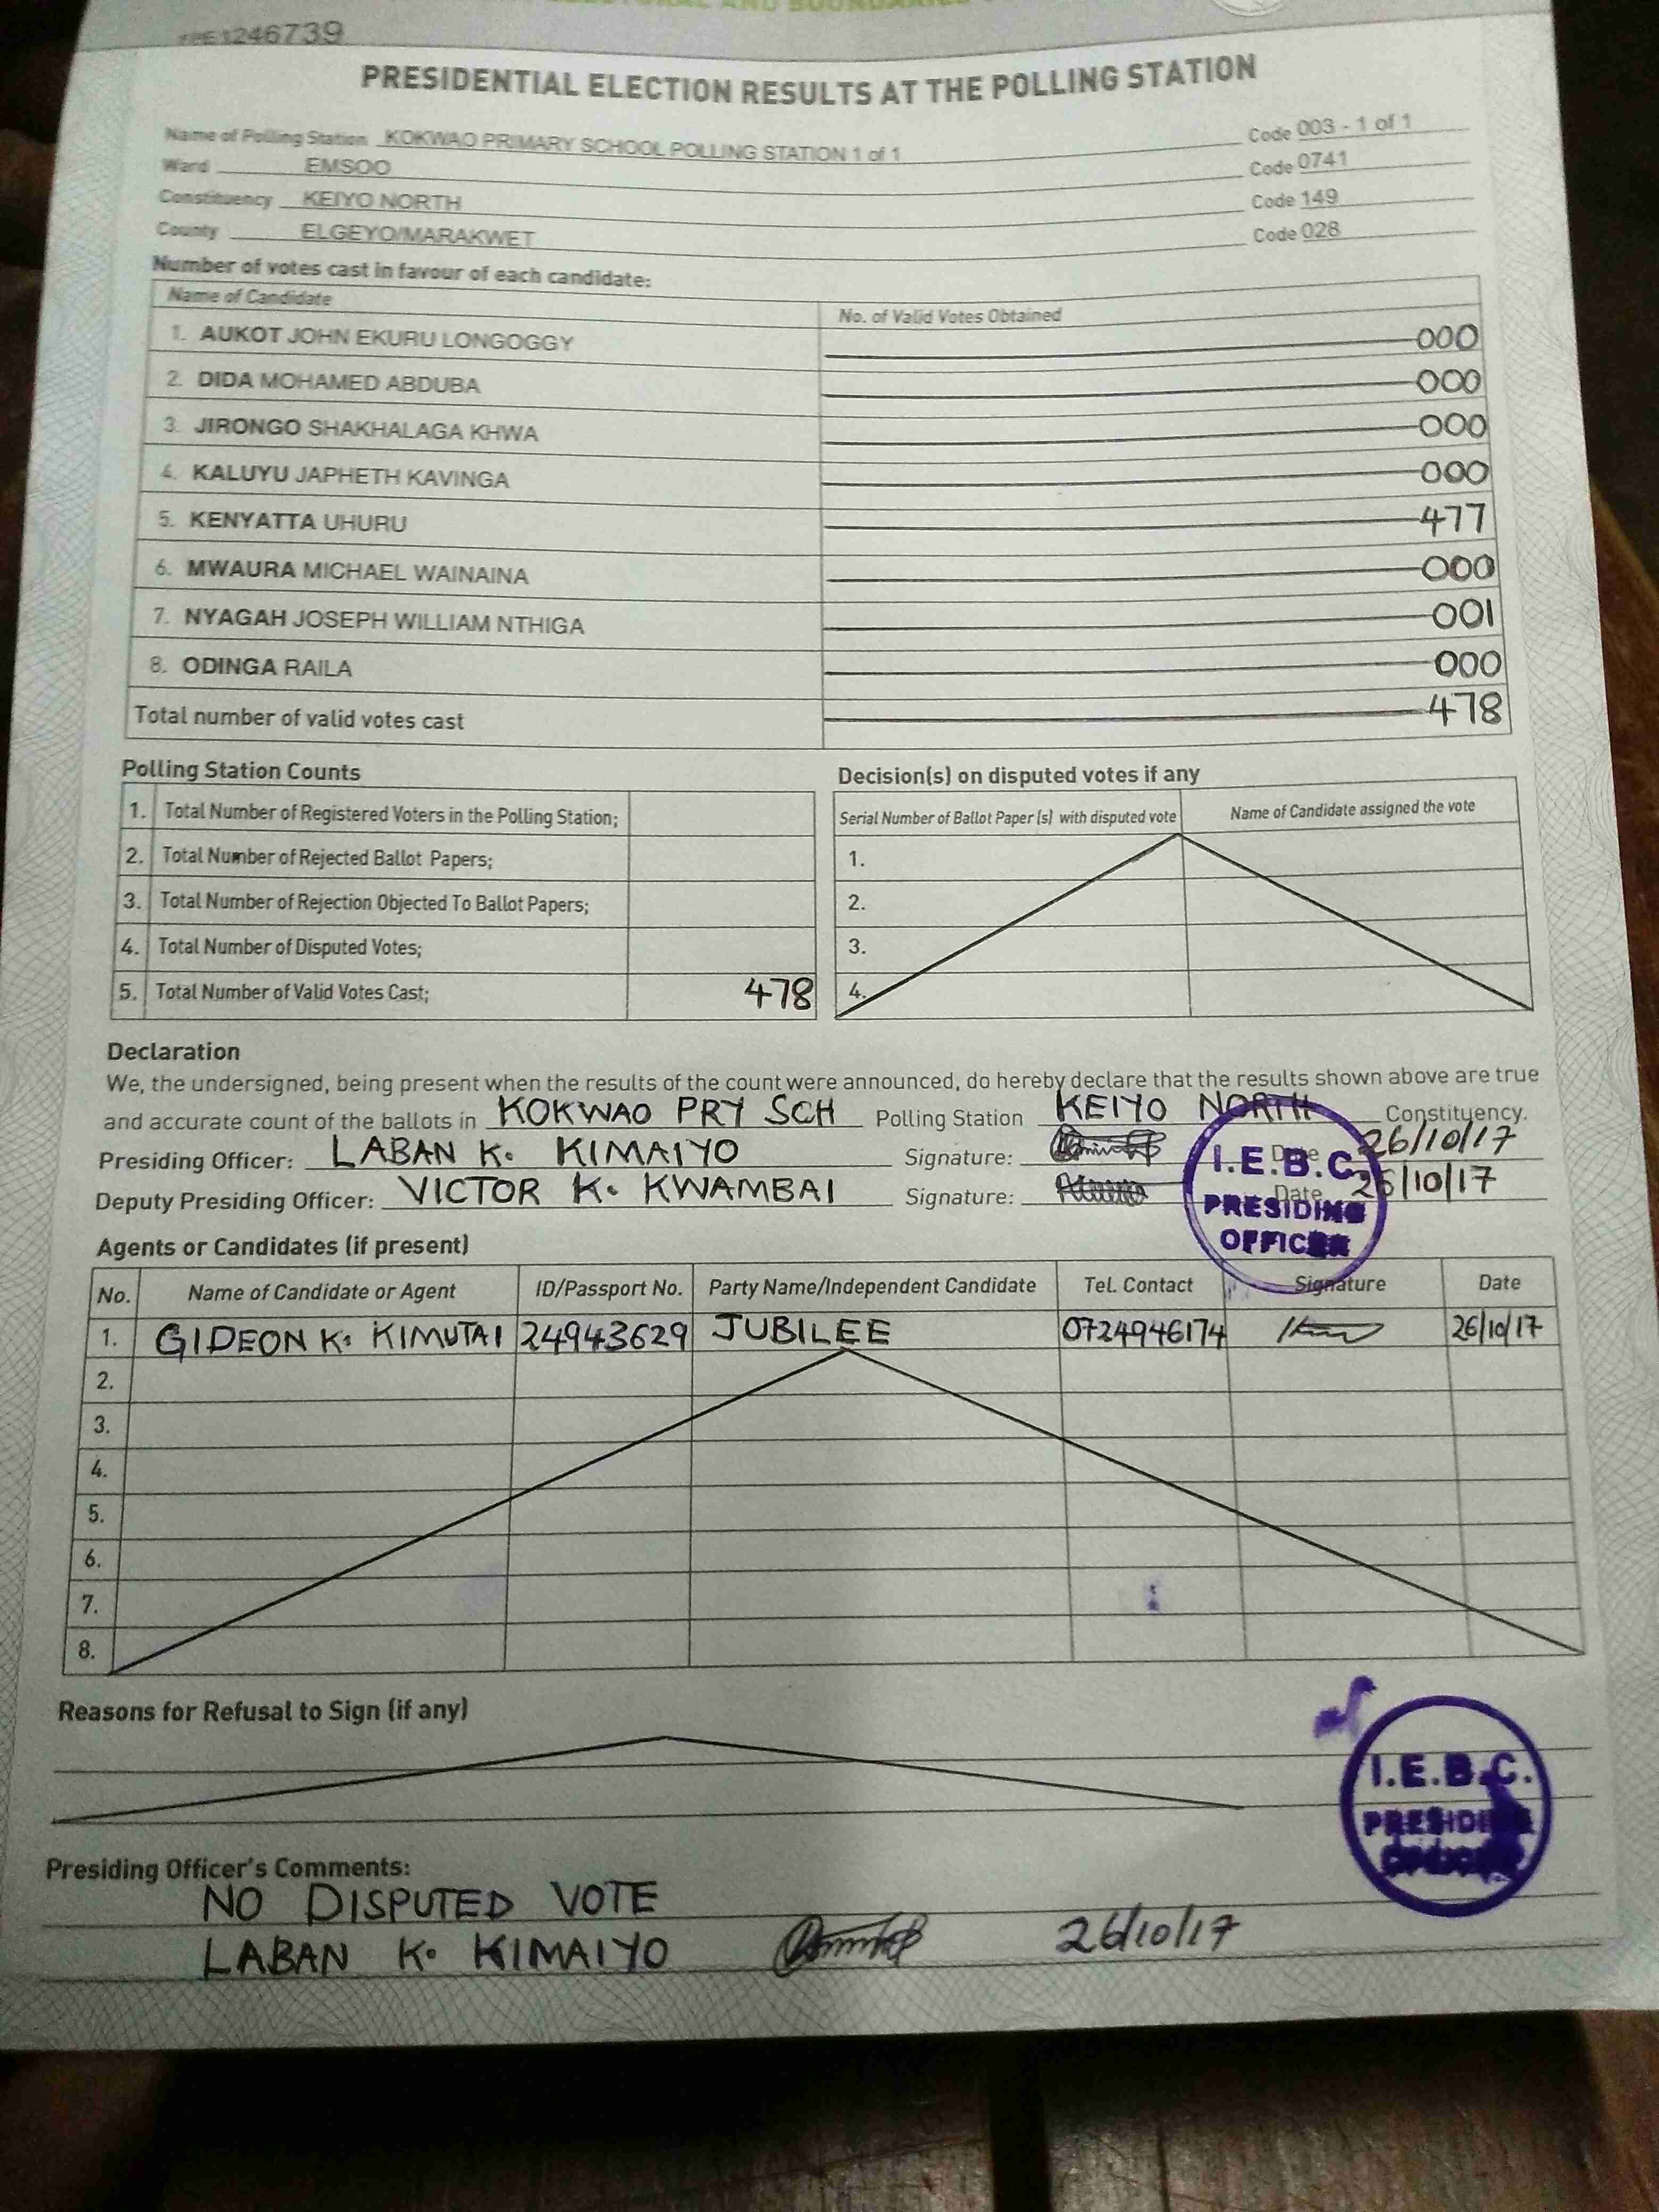 1246739
PRESIDENTIAL ELECTION RESULTS AT THE POLLING STATION
Name of Polling Station KOKWAO PRIMARY SCHOOL POLLING STATION 1 of 1 Code 003 - 1 of 1
Ward EMSOO Code 0741
Constituency KEIYO NORTH Code 149
County ELGEYO/MARAKWET Code 028
Number of votes cast in favour of each candidate:
Name of Candidate No. of Valid Votes Obtained
1. AUKOT JOHN EKURU LONGOGGY 000
2. DIDA MOHAMED ABDUBA 000
3. JIRONGO SHAKHALAGA KHWA 000
4. KALUYU JAPHETH KAVINGA 000
5. KENYATTA UHURU 477
6. MWAURA MICHAEL WAINAINA 000
7. NYAGAH JOSEPH WILLIAM NTHIGA 001
8. ODINGA RAILA 000
Total number of valid votes cast 478
Polling Station Counts
1. Total Number of Registered Voters in the Polling Station;
2. Total Number of Rejected Ballot Papers;
3. Total Number of Rejection Objected To Ballot Papers;
4. Total Number of Disputed Votes;
5. Total Number of Valid Votes Cast; 478
Decision(s) on disputed votes if any
Serial Number of Ballot Paper (s) with disputed vote Name of Candidate assigned the vote
1.
2.
3.
4.
Declaration
We, the undersigned, being present when the results of the count were announced, do hereby declare that the results shown above are true
and accurate count of the ballots in KOKWAO PRY SCH Polling Station KEIYO NORTH Constituency.
Presiding Officer: LABAN K. KIMAIYO Signature: Date 26/10/17
Deputy Presiding Officer: VICTOR K. KWAMBAI Signature: Date 26/10/17
I.E.B.C.
PRESIDING
OFFICER
Agents or Candidates (if present)
No. Name of Candidate or Agent ID/Passport No. Party Name/Independent Candidate Tel. Contact Signature Date
1. GIDEON K. KIMUTAI 24943629 JUBILEE 0724946174 26/10/17
2.
3.
4.
5.
6.
7.
8.
Reasons for Refusal to Sign (if any)
I.E.B.C.
PRESIDING
OFFICER
Presiding Officer's Comments:
NO DISPUTED VOTE
LABAN K. KIMAIYO 26/10/17